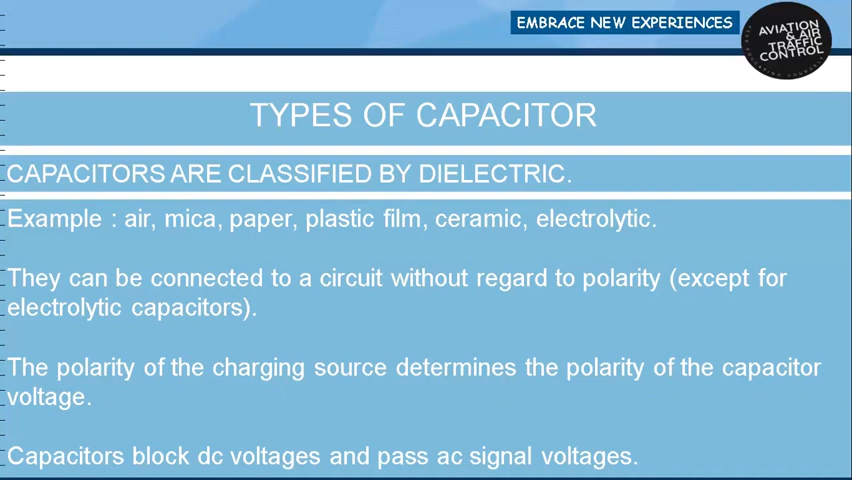 EMBRACE NEW EXPERIENCES
AVIATION
& AIR
TRAFFIC
CONTROL
TYPES OF CAPACITOR
CAPACITORS ARE CLASSIFIED BY DIELECTRIC.
Example : air, mica, paper, plastic film, ceramic, electrolytic.
They can be connected to a circuit without regard to polarity (except for
electrolytic capacitors).
The polarity of the charging source determines the polarity of the capacitor
voltage.
Capacitors block dc voltages and pass ac signal voltages.